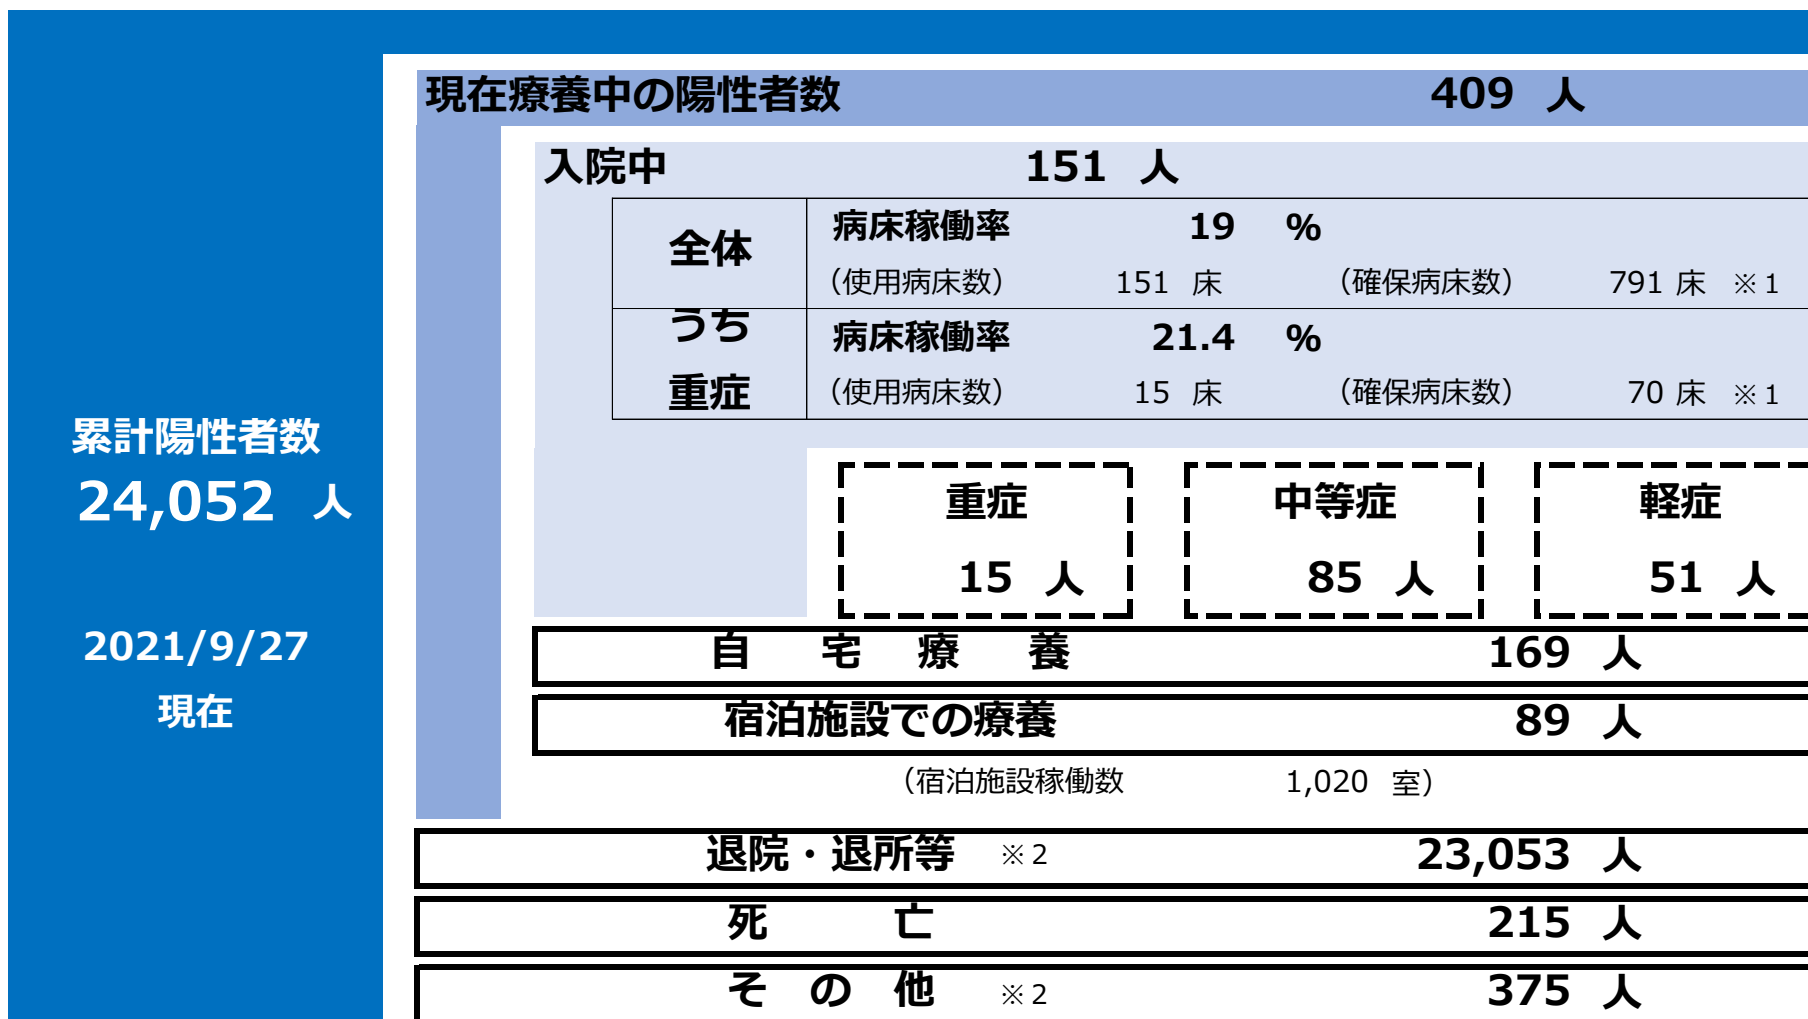 累計陽性者数
24,052 人
2021/9/27
現在
現在療養中の陽性者数 409 人
入院中 151 人
全体 病床稼働率 19 %
（使用病床数） 151 床 （確保病床数） 791 床 ※1
うち 病床稼働率 21.4 %
重症 （使用病床数） 15 床 （確保病床数） 70 床 ※1
重症 中等症 軽症
15 人 85 人 51 人
自宅療養 169 人
宿泊施設での療養 89 人
（宿泊施設稼働数 1,020 室）
退院・退所等 ※2 23,053 人
死亡 215 人
その他 ※2 375 人